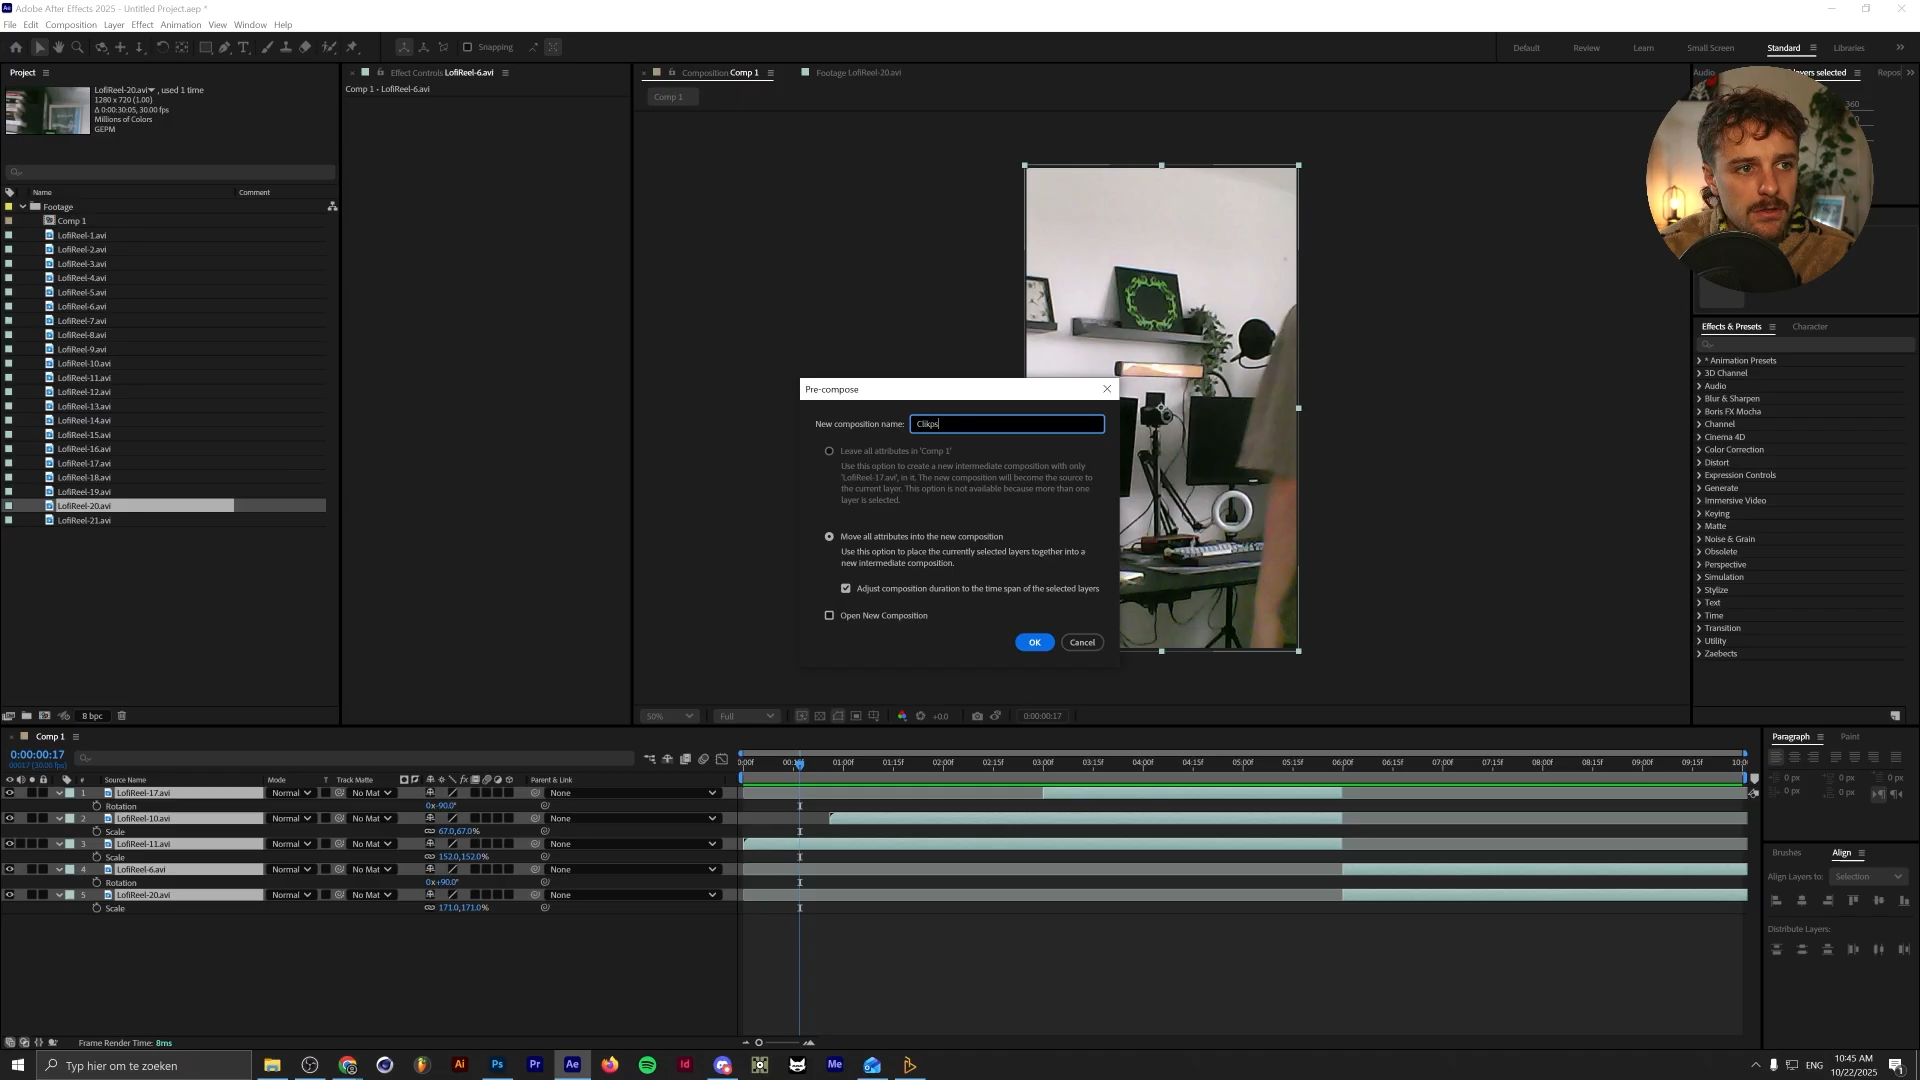 Adobe After Effects 2025 - Untitled Project.aep *
File Edit Composition Layer Effect Animation View Window Help
Snapping
Default Review Learn Small Screen Standard Libraries
Project
Effect Controls LofiReel-6.avi
Composition Comp 1
Footage LofiReel-20.avi
Audio
layers selected
Repos
LofiReel-20.avi , used 1 time
1280 x 720 (1.00)
Δ 0:00:30:05, 30.00 fps
Millions of Colors
GEPM
Comp 1 • LofiReel-6.avi
Comp 1
360
Name Comment
Footage
Comp 1
LofiReel-1.avi
LofiReel-2.avi
LofiReel-3.avi
LofiReel-4.avi
LofiReel-5.avi
LofiReel-6.avi
LofiReel-7.avi
LofiReel-8.avi
LofiReel-9.avi
LofiReel-10.avi
LofiReel-11.avi
LofiReel-12.avi
LofiReel-13.avi
LofiReel-14.avi
LofiReel-15.avi
LofiReel-16.avi
LofiReel-17.avi
LofiReel-18.avi
LofiReel-19.avi
LofiReel-20.avi
LofiReel-21.avi
8 bpc
Pre-compose
New composition name: Clikps
Leave all attributes in 'Comp 1'
Use this option to create a new intermediate composition with only
'LofiReel-17.avi', in it. The new composition will become the source to
the current layer. This option is not available because more than one
layer is selected.
Move all attributes into the new composition
Use this option to place the currently selected layers together into a
new intermediate composition.
Adjust composition duration to the time span of the selected layers
Open New Composition
OK Cancel
50% Full +0.0 0:00:00:17
Effects & Presets Character
* Animation Presets
3D Channel
Audio
Blur & Sharpen
Boris FX Mocha
Channel
Cinema 4D
Color Correction
Distort
Expression Controls
Generate
Immersive Video
Keying
Matte
Noise & Grain
Obsolete
Perspective
Simulation
Stylize
Text
Time
Transition
Utility
Zaebects
Comp 1
0:00:00:17
00017 (30.00 fps)
# Source Name Mode T Track Matte Parent & Link
01:00f 01:15f 02:00f 02:15f 03:00f 03:15f 04:00f 04:15f 05:00f 05:15f 06:00f 06:15f 07:00f 07:15f 08:00f 08:15f 09:00f 09:15f
1 LofiReel-17.avi Normal No Mat None
Rotation 0x-90.0°
2 LofiReel-10.avi Normal No Mat None
Scale 67.0,67.0%
3 LofiReel-11.avi Normal No Mat None
Scale 152.0,152.0%
4 LofiReel-6.avi Normal No Mat None
Rotation 0x+90.0°
5 LofiReel-20.avi Normal No Mat None
Scale 171.0,171.0%
Paragraph Paint
0 px 0 px 0 px
0 px 0 px
Brushes Align
Align Layers to: Selection
Distribute Layers:
Frame Render Time: 8ms
Typ hier om te zoeken
Ai Ps Pr Ae Id Me
ENG
10:45 AM
10/22/2025